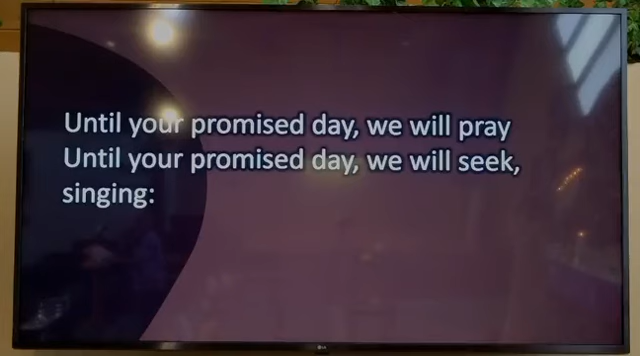 Until your promised day, we will pray
Until your promised day, we will seek,
singing: